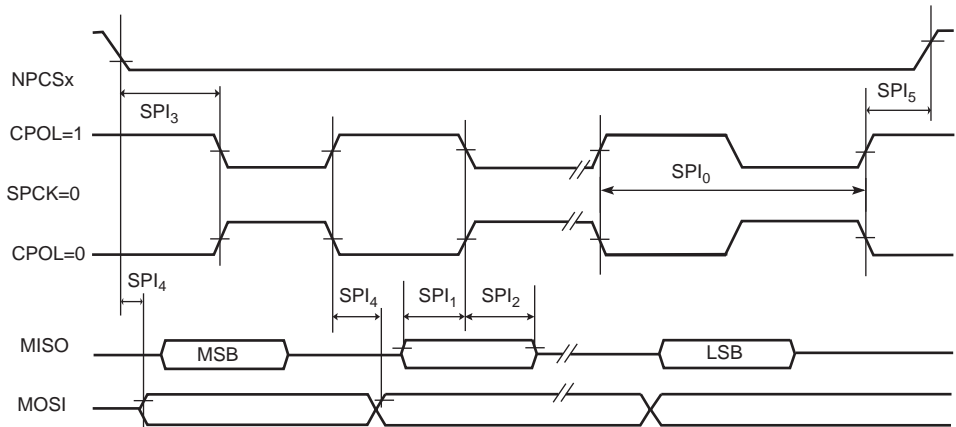 NPCSx
SPI3
SPI5
CPOL=1
SPCK=0
SPI0
CPOL=0
SPI4
SPI4
SPI1
SPI2
MISO
MSB
LSB
MOSI